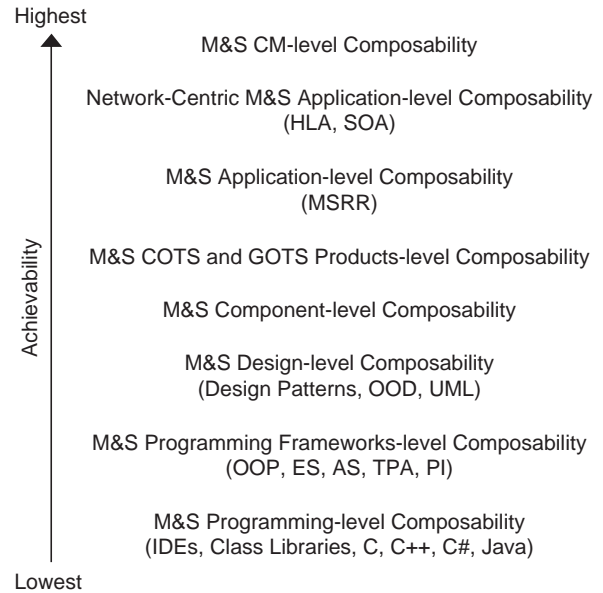 Highest
M&S CM-level Composability
Network-Centric M&S Application-level Composability
(HLA, SOA)
M&S Application-level Composability
(MSRR)
Achievability
M&S COTS and GOTS Products-level Composability
M&S Component-level Composability
M&S Design-level Composability
(Design Patterns, OOD, UML)
M&S Programming Frameworks-level Composability
(OOP, ES, AS, TPA, PI)
M&S Programming-level Composability
(IDEs, Class Libraries, C, C++, C#, Java)
Lowest